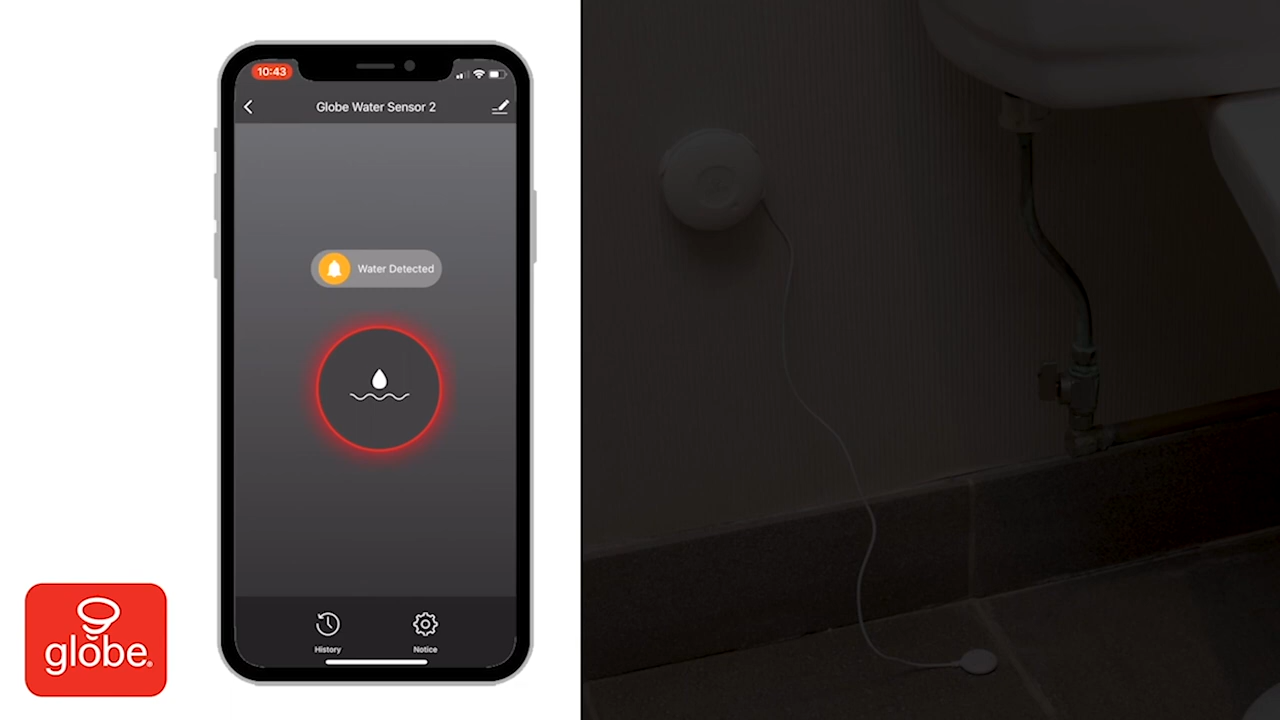 10:43
Globe Water Sensor 2
Water Detected
History
Notice
globe®